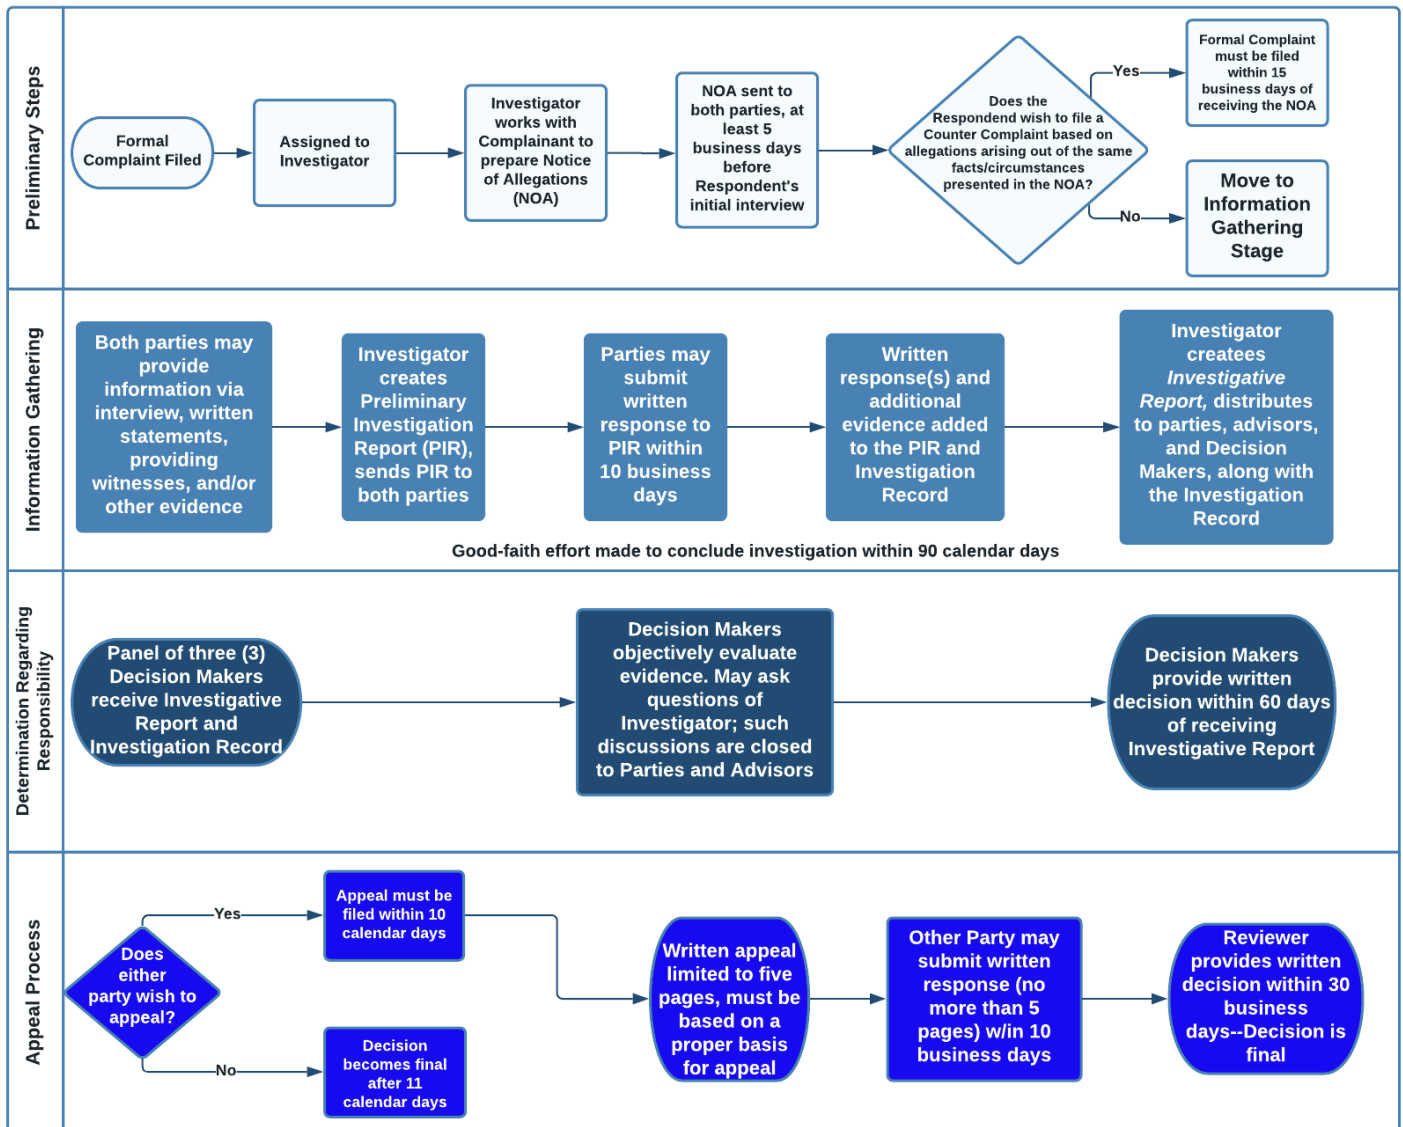 Preliminary Steps
Formal
Complaint Filed
Assigned to
Investigator
Investigator
works with
Complainant to
prepare Notice
of Allegations
(NOA)
NOA sent to
both parties, at
least 5
business days
before
Respondent's
initial interview
Does the
Respondend wish to file a
Counter Complaint based on
allegations arising out of the same
facts/circumstances
presented in the NOA?
Yes
Formal Complaint
must be filed
within 15
business days of
receiving the NOA
No
Move to
Information
Gathering
Stage
Information Gathering
Both parties may
provide
information via
interview, written
statements,
providing
witnesses, and/or
other evidence
Investigator
creates
Preliminary
Investigation
Report (PIR),
sends PIR to
both parties
Parties may
submit
written
response to
PIR within
10 business
days
Written
response(s) and
additional
evidence added
to the PIR and
Investigation
Record
Investigator
createes
Investigative
Report, distributes
to parties, advisors,
and Decision
Makers, along with
the Investigation
Record
Good-faith effort made to conclude investigation within 90 calendar days
Determination Regarding
Responsibility
Panel of three (3)
Decision Makers
receive Investigative
Report and
Investigation Record
Decision Makers
objectively evaluate
evidence. May ask
questions of
Investigator; such
discussions are closed
to Parties and Advisors
Decision Makers
provide written
decision within 60 days
of receiving
Investigative Report
Appeal Process
Does
either
party wish to
appeal?
Yes
Appeal must be
filed within 10
calendar days
No
Decision
becomes final
after 11
calendar days
Written appeal
limited to five
pages, must be
based on a
proper basis
for appeal
Other Party may
submit written
response (no
more than 5
pages) w/in 10
business days
Reviewer
provides written
decision within 30
business
days--Decision is
final